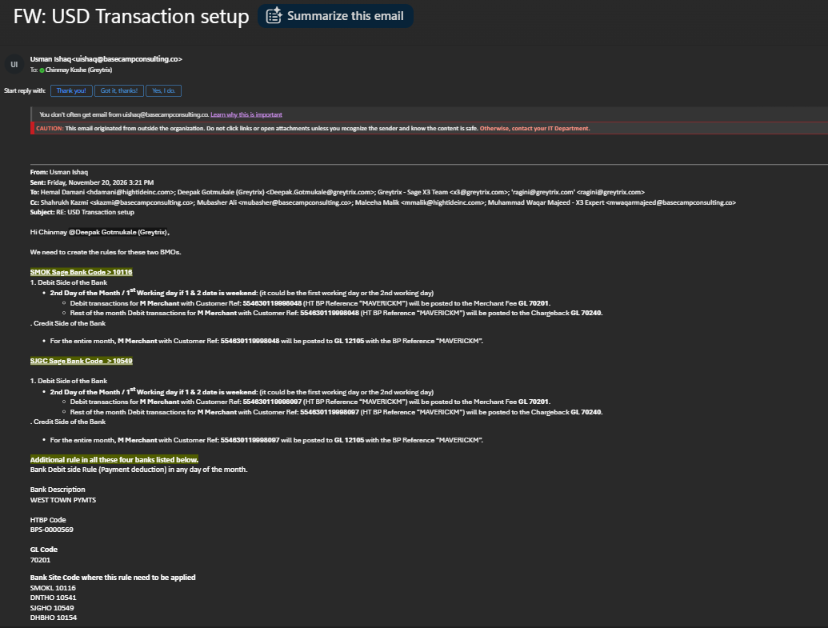 FW: USD Transaction setup
Summarize this email
UI
Usman Ishaq<uishaq@basecampconsulting.co>
To: Chinmay Koshe (Greytrix)
Start reply with: Thank you! Got it, thanks! Yes, I do.
You don't often get email from uishaq@basecampconsulting.co. Learn why this is important
CAUTION: This email originated from outside the organization. Do not click links or open attachments unless you recognize the sender and know the content is safe. Otherwise, contact your IT Department.
From: Usman Ishaq
Sent: Friday, November 20, 2026 3:21 PM
To: Hemal Damani <hdamani@hightideinc.com>; Deepak Gotmukale (Greytrix) <Deepak.Gotmukale@greytrix.com>; Greytrix - Sage X3 Team <x3@greytrix.com>; 'ragini@greytrix.com' <ragini@greytrix.com>
Cc: Shahrukh Kazmi <skazmi@basecampconsulting.co>; Mubasher Ali <mubasher@basecampconsulting.co>; Maleeha Malik <mmalik@hightideinc.com>; Muhammad Waqar Majeed - X3 Expert <mwaqarmajeed@basecampconsulting.co>
Subject: RE: USD Transaction setup
Hi Chinmay @Deepak Gotmukale (Greytrix),
We need to create the rules for these two BMOs.
SMOK Sage Bank Code > 10116
1. Debit Side of the Bank
• 2nd Day of the Month / 1st Working day if 1 & 2 date is weekend: (it could be the first working day or the 2nd working day)
○ Debit transactions for M Merchant with Customer Ref: 554630119998048 (HT BP Reference "MAVERICKM") will be posted to the Merchant Fee GL 70201.
○ Rest of the month Debit transactions for M Merchant with Customer Ref: 554630119998048 (HT BP Reference "MAVERICKM") will be posted to the Chargeback GL 70240.
. Credit Side of the Bank
• For the entire month, M Merchant with Customer Ref: 554630119998048 will be posted to GL 12105 with the BP Reference "MAVERICKM".
SJGC Sage Bank Code > 10549
1. Debit Side of the Bank
• 2nd Day of the Month / 1st Working day if 1 & 2 date is weekend: (it could be the first working day or the 2nd working day)
○ Debit transactions for M Merchant with Customer Ref: 554630119998097 (HT BP Reference "MAVERICKM") will be posted to the Merchant Fee GL 70201.
○ Rest of the month Debit transactions for M Merchant with Customer Ref: 554630119998097 (HT BP Reference "MAVERICKM") will be posted to the Chargeback GL 70240.
. Credit Side of the Bank
• For the entire month, M Merchant with Customer Ref: 554630119998097 will be posted to GL 12105 with the BP Reference "MAVERICKM".
Additional rule in all these four banks listed below.
Bank Debit side Rule (Payment deduction) in any day of the month.
Bank Description
WEST TOWN PYMTS
HTBP Code
BPS-0000569
GL Code
70201
Bank Site Code where this rule need to be applied
SMOKL 10116
DNTHO 10541
SJGHO 10549
DHBHO 10154